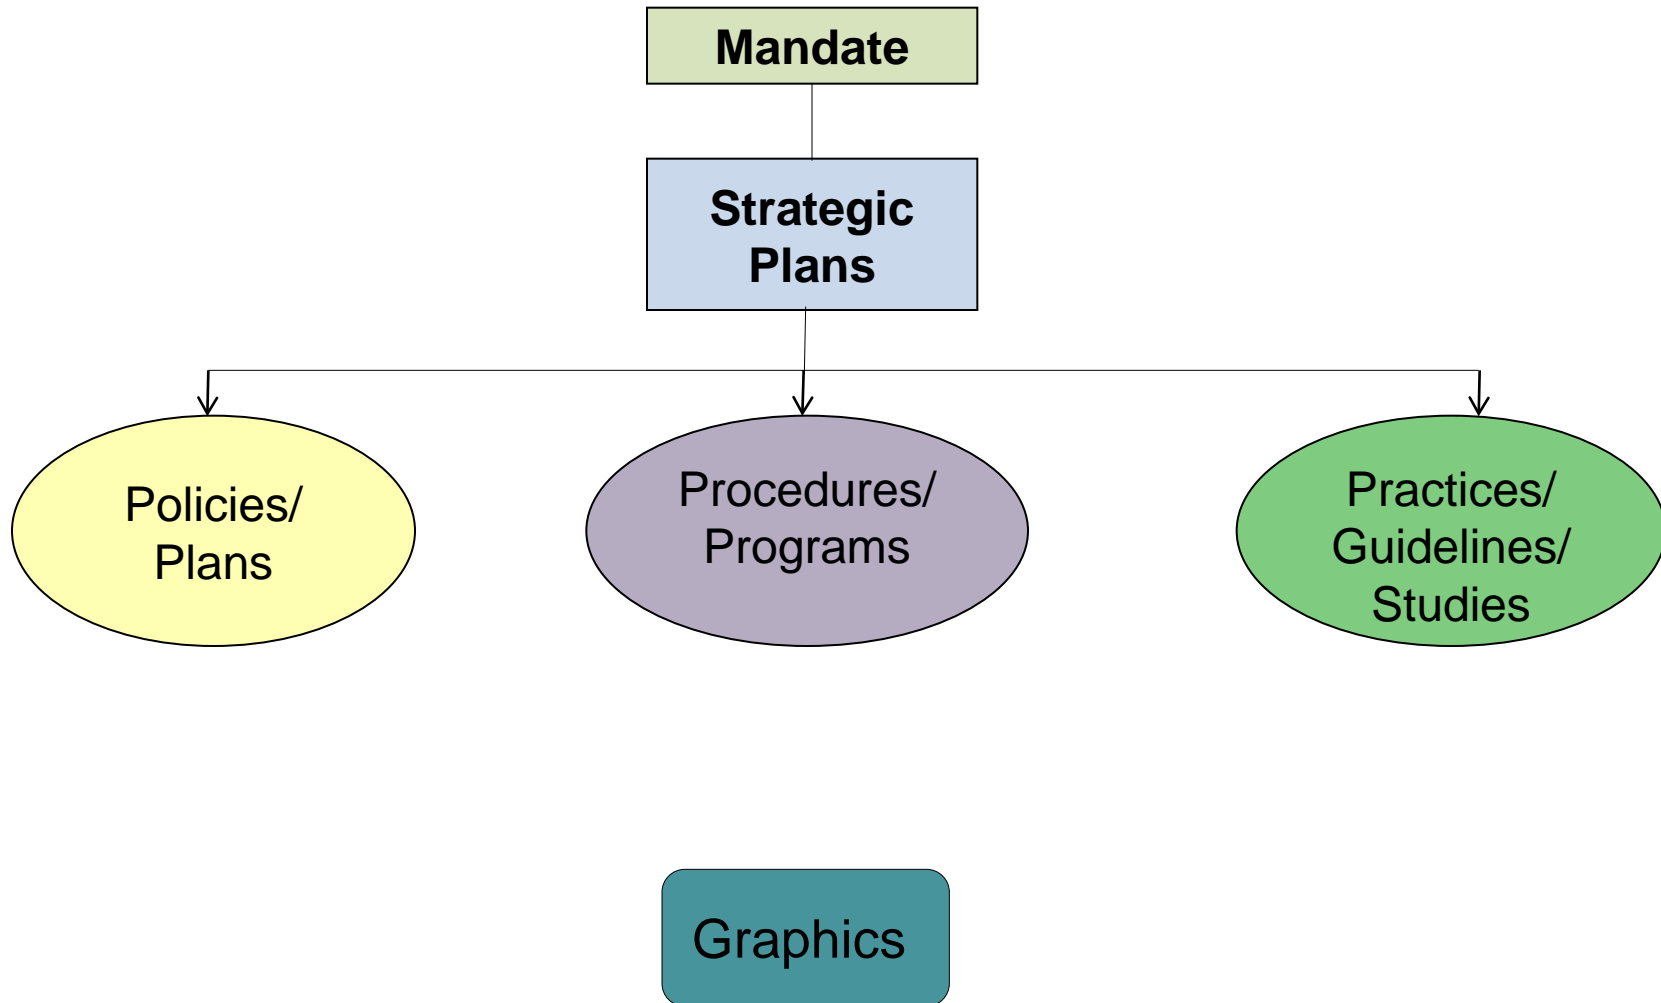 Mandate
Strategic
Plans
Policies/
Plans
Procedures/
Programs
Practices/
Guidelines/
Studies
Graphics